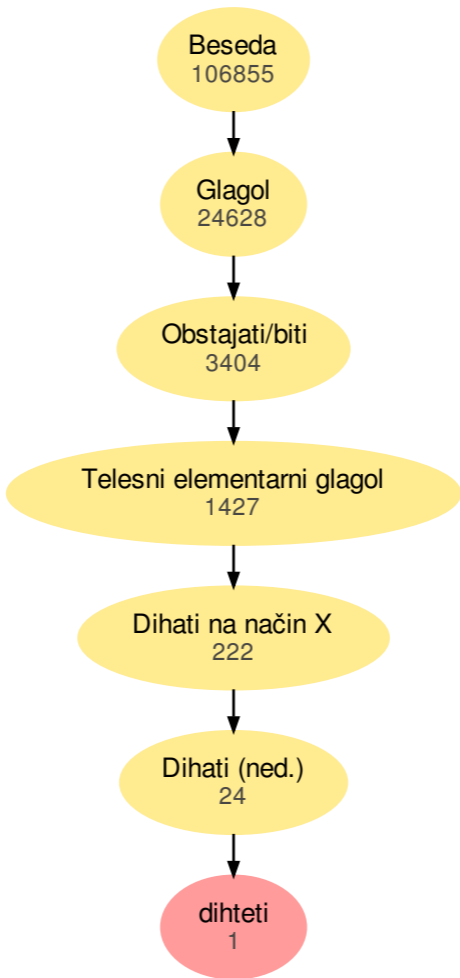 Beseda
106855
Glagol
24628
Obstajati/biti
3404
Telesni elementarni glagol
1427
Dihati na način X
222
Dihati (ned.)
24
dihteti
1